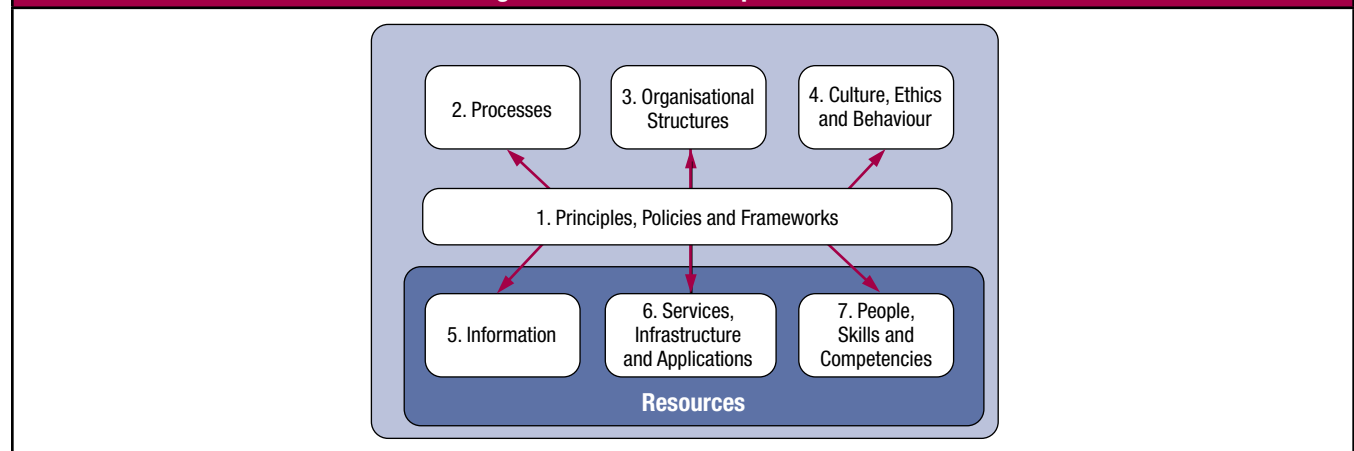 2. Processes
3. Organisational
Structures
4. Culture, Ethics
and Behaviour
1. Principles, Policies and Frameworks
5. Information
6. Services,
Infrastructure
and Applications
7. People,
Skills and
Competencies
Resources